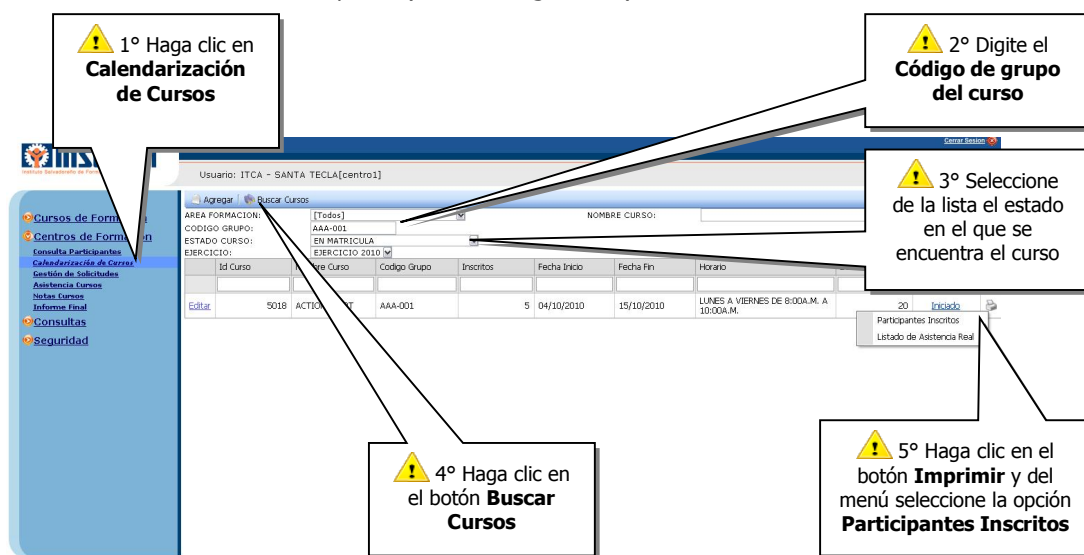 1° Haga clic en
Calendarización
de Cursos
2° Digite el
Código de grupo
del curso
Cerrar Sesion
Usuario: ITCA - SANTA TECLA[centro1]
Agregar Buscar Cursos
AREA FORMACION: [Todos] NOMBRE CURSO:
CODIGO GRUPO: AAA-001
ESTADO CURSO: EN MATRICULA
EJERCICIO: EJERCICIO 2010
3° Seleccione
de la lista el estado
en el que se
encuentra el curso
Cursos de
Centros de
Consulta Participantes
Calendarización de Cursos
Gestión de Solicitudes
Asistencia Cursos
Notas Cursos
Informe Final
Consultas
Seguridad
Id Curso Curso Codigo Grupo Inscritos Fecha Inicio Fecha Fin Horario
Editar 5018 AAA-001 5 04/10/2010 15/10/2010 LUNES A VIERNES DE 8:00A.M. A 20 Iniciado
10:00A.M.
Participantes Inscritos
Listado de Asistencia Real
4° Haga clic en
el botón Buscar
Cursos
5° Haga clic en el
botón Imprimir y del
menú seleccione la opción
Participantes Inscritos